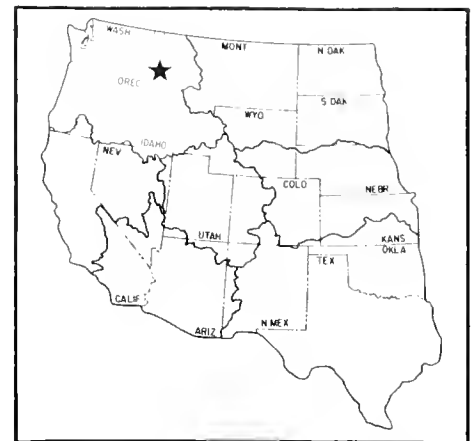 WASH
MONT
N DAK
OREG
S DAK
WYO
IDAHO
NEV
COLO
NEBR
UTAH
KANS
OKLA
TEX
CALIF
N MEX
ARIZ